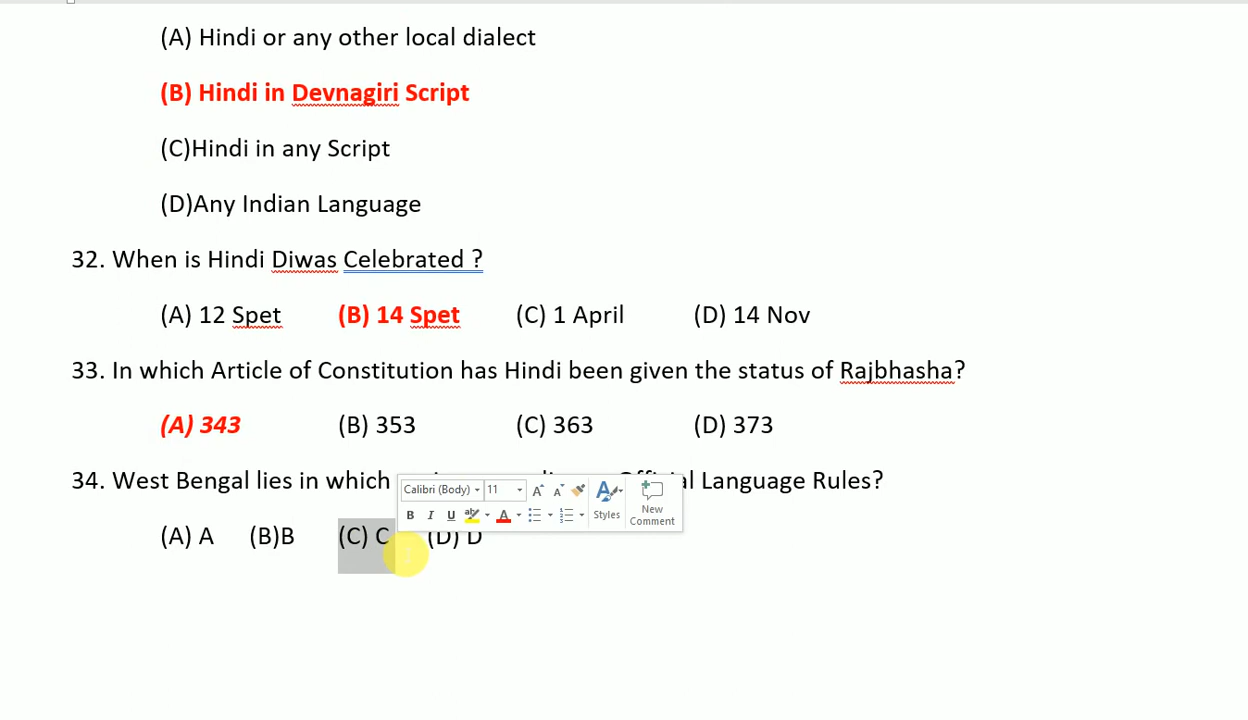 (A) Hindi or any other local dialect
(B) Hindi in Devnagiri Script
(C)Hindi in any Script
(D)Any Indian Language
32. When is Hindi Diwas Celebrated ?
(A) 12 Spet (B) 14 Spet (C) 1 April (D) 14 Nov
33. In which Article of Constitution has Hindi been given the status of Rajbhasha?
(A) 343 (B) 353 (C) 363 (D) 373
34. West Bengal lies in which Language Rules?
Calibri (Body) 11 A A A
B I U ab A Styles New Comment
(A) A (B)B (C) C (D) D